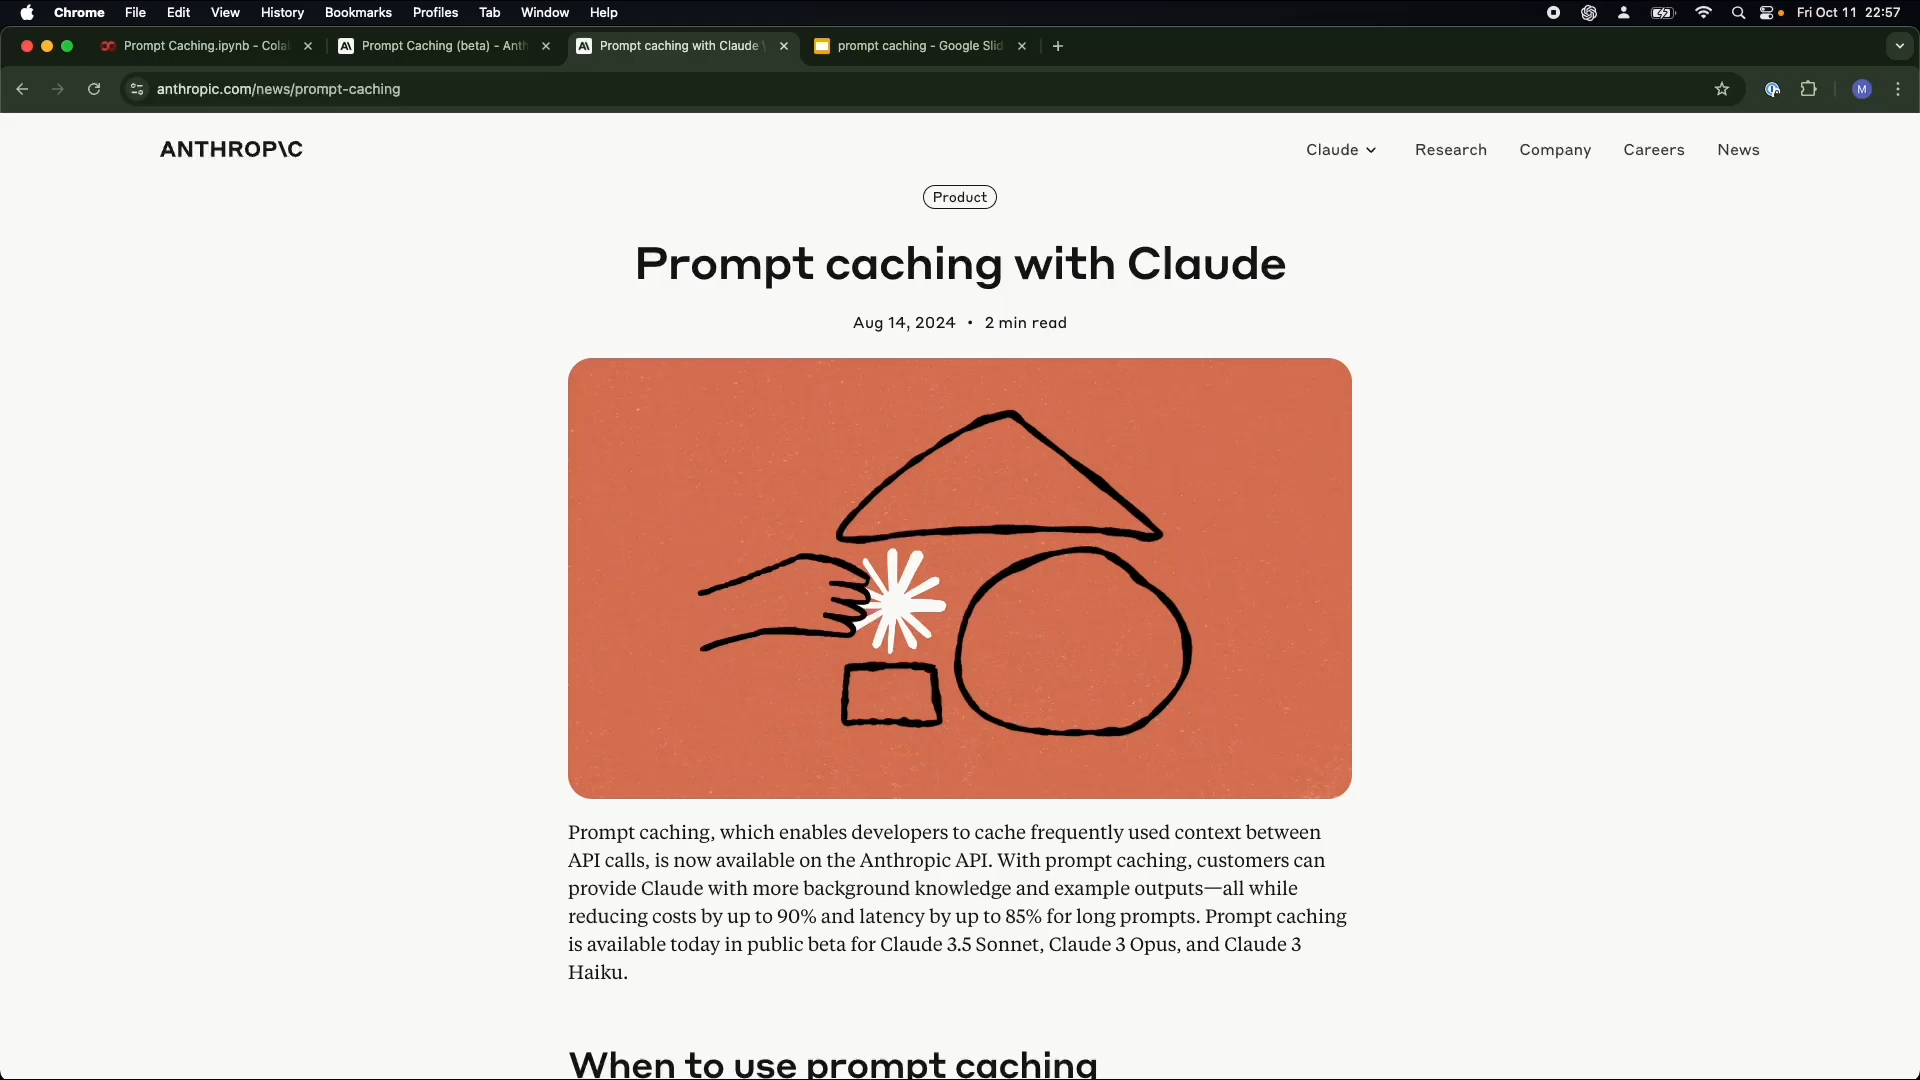 Chrome File Edit View History Bookmarks Profiles Tab Window Help Fri Oct 11 22:57
Prompt Caching.ipynb - Cola Prompt Caching (beta) - Anth Prompt caching with Claude \ prompt caching - Google Slid
anthropic.com/news/prompt-caching M
ANTHROP\C Claude Research Company Careers News
Product
Prompt caching with Claude
Aug 14, 2024 • 2 min read
Prompt caching, which enables developers to cache frequently used context between
API calls, is now available on the Anthropic API. With prompt caching, customers can
provide Claude with more background knowledge and example outputs—all while
reducing costs by up to 90% and latency by up to 85% for long prompts. Prompt caching
is available today in public beta for Claude 3.5 Sonnet, Claude 3 Opus, and Claude 3
Haiku.
When to use prompt caching